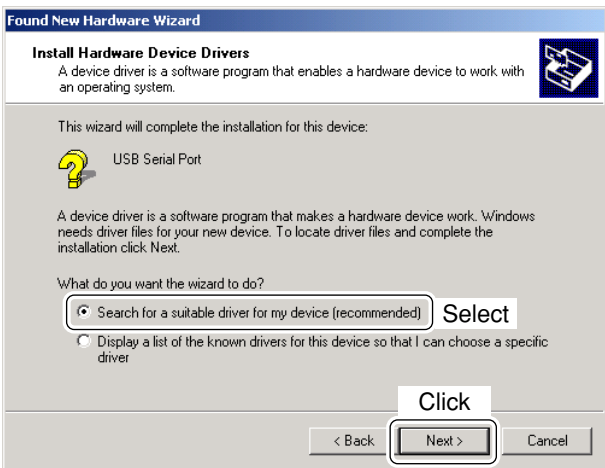 Found New Hardware Wizard
Install Hardware Device Drivers
A device driver is a software program that enables a hardware device to work with
an operating system.
This wizard will complete the installation for this device:
USB Serial Port
A device driver is a software program that makes a hardware device work. Windows
needs driver files for your new device. To locate driver files and complete the
installation click Next.
What do you want the wizard to do?
Search for a suitable driver for my device (recommended)
Select
Display a list of the known drivers for this device so that I can choose a specific
driver
Click
< Back
Next >
Cancel